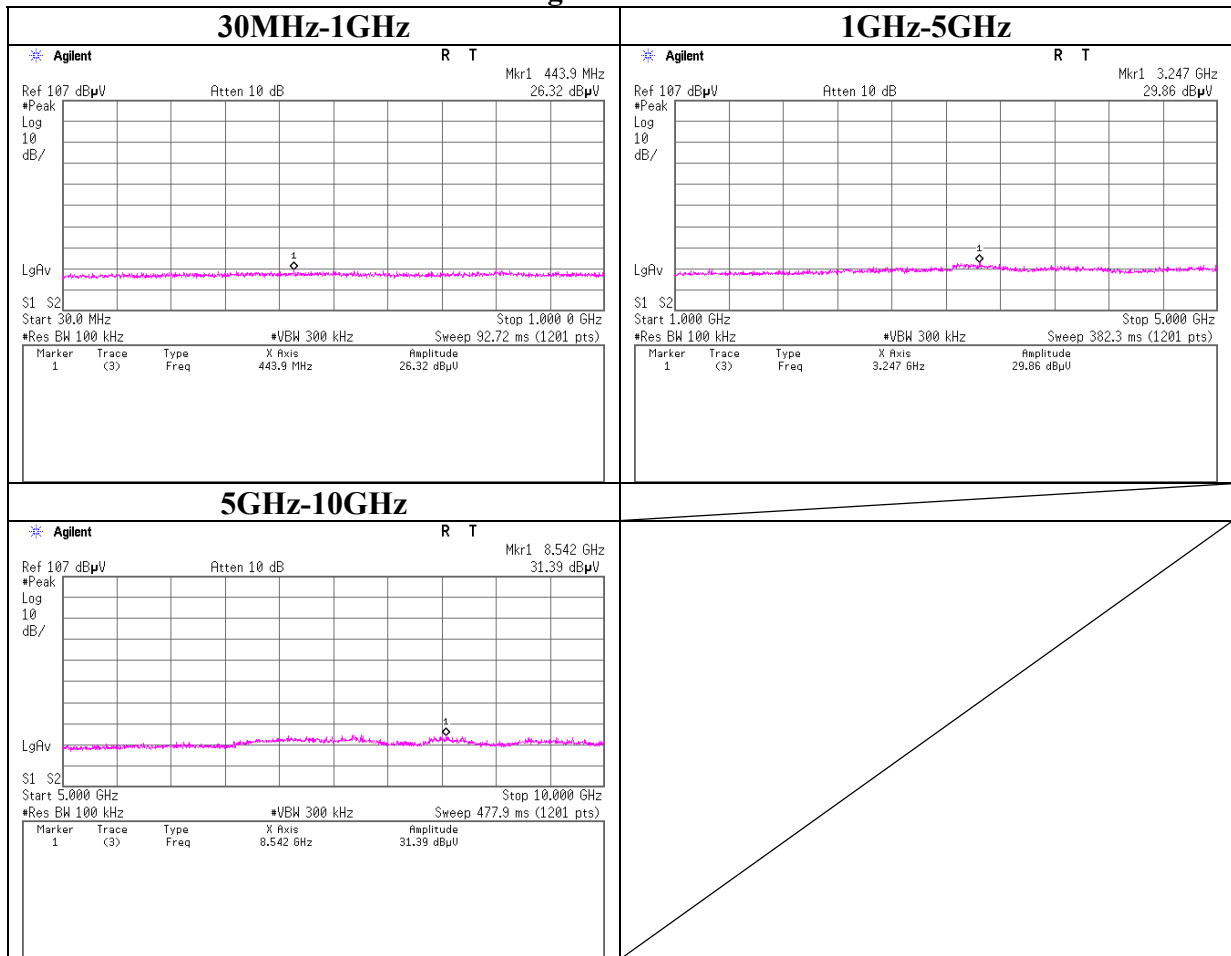 30MHz-1GHz
Agilent R T
Mkr1 443.9 MHz
Ref 107 dBµV Atten 10 dB 26.32 dBµV
#Peak
Log
10
dB/
1
LgAv
S1 S2
Start 30.0 MHz Stop 1.000 0 GHz
#Res BW 100 kHz #VBW 300 kHz Sweep 92.72 ms (1201 pts)
Marker Trace Type X Axis Amplitude
1 (3) Freq 443.9 MHz 26.32 dBµV
1GHz-5GHz
Agilent R T
Mkr1 3.247 GHz
Ref 107 dBµV Atten 10 dB 29.86 dBµV
#Peak
Log
10
dB/
1
LgAv
S1 S2
Start 1.000 GHz Stop 5.000 GHz
#Res BW 100 kHz #VBW 300 kHz Sweep 382.3 ms (1201 pts)
Marker Trace Type X Axis Amplitude
1 (3) Freq 3.247 GHz 29.86 dBµV
5GHz-10GHz
Agilent R T
Mkr1 8.542 GHz
Ref 107 dBµV Atten 10 dB 31.39 dBµV
#Peak
Log
10
dB/
1
LgAv
S1 S2
Start 5.000 GHz Stop 10.000 GHz
#Res BW 100 kHz #VBW 300 kHz Sweep 477.9 ms (1201 pts)
Marker Trace Type X Axis Amplitude
1 (3) Freq 8.542 GHz 31.39 dBµV